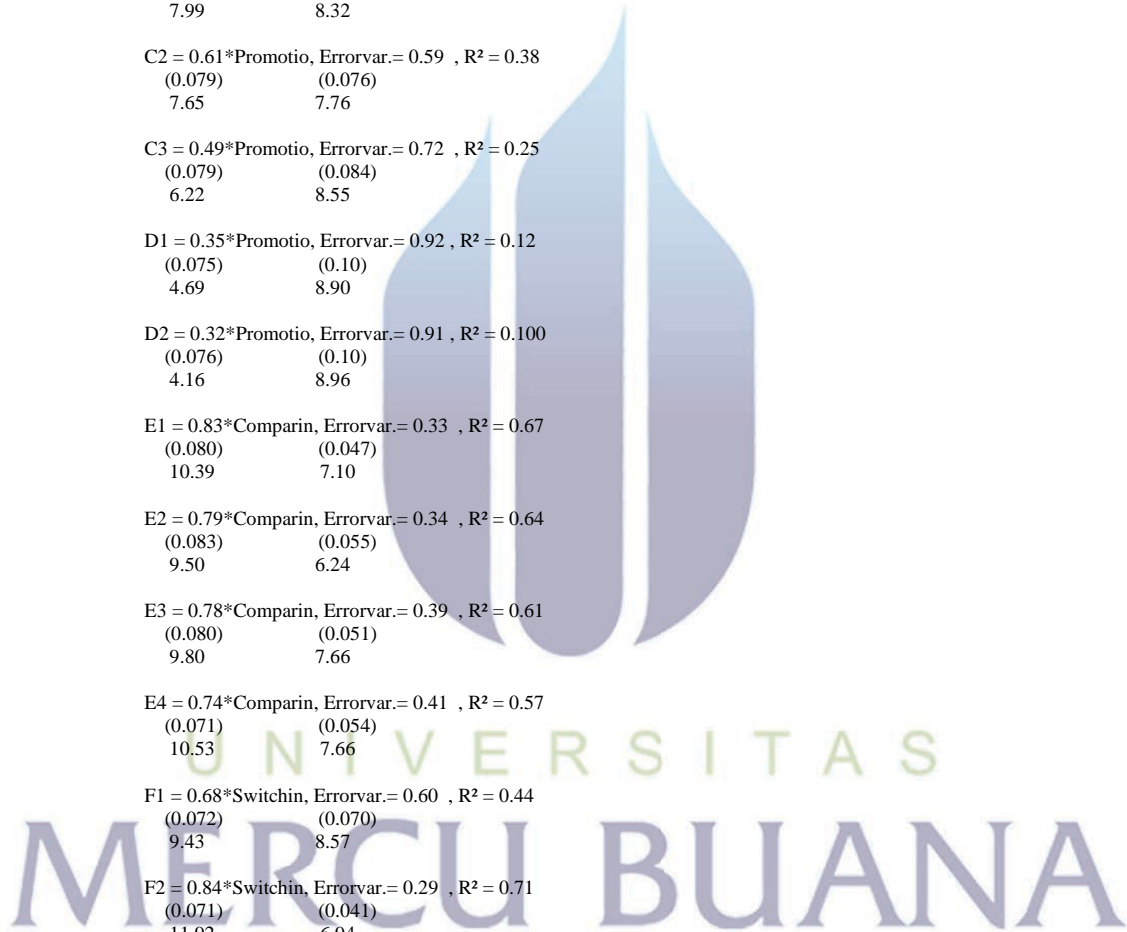 7.99 8.32
C2 = 0.61*Promotio, Errorvar.= 0.59 , R² = 0.38
(0.079) (0.076)
7.65 7.76
C3 = 0.49*Promotio, Errorvar.= 0.72 , R² = 0.25
(0.079) (0.084)
6.22 8.55
D1 = 0.35*Promotio, Errorvar.= 0.92 , R² = 0.12
(0.075) (0.10)
4.69 8.90
D2 = 0.32*Promotio, Errorvar.= 0.91 , R² = 0.100
(0.076) (0.10)
4.16 8.96
E1 = 0.83*Comparin, Errorvar.= 0.33 , R² = 0.67
(0.080) (0.047)
10.39 7.10
E2 = 0.79*Comparin, Errorvar.= 0.34 , R² = 0.64
(0.083) (0.055)
9.50 6.24
E3 = 0.78*Comparin, Errorvar.= 0.39 , R² = 0.61
(0.080) (0.051)
9.80 7.66
E4 = 0.74*Comparin, Errorvar.= 0.41 , R² = 0.57
(0.071) (0.054)
10.53 7.66
UNIVERSITAS
F1 = 0.68*Switchin, Errorvar.= 0.60 , R² = 0.44
(0.072) (0.070)
9.43 8.57
MERCU BUANA
F2 = 0.84*Switchin, Errorvar.= 0.29 , R² = 0.71
(0.071) (0.041)